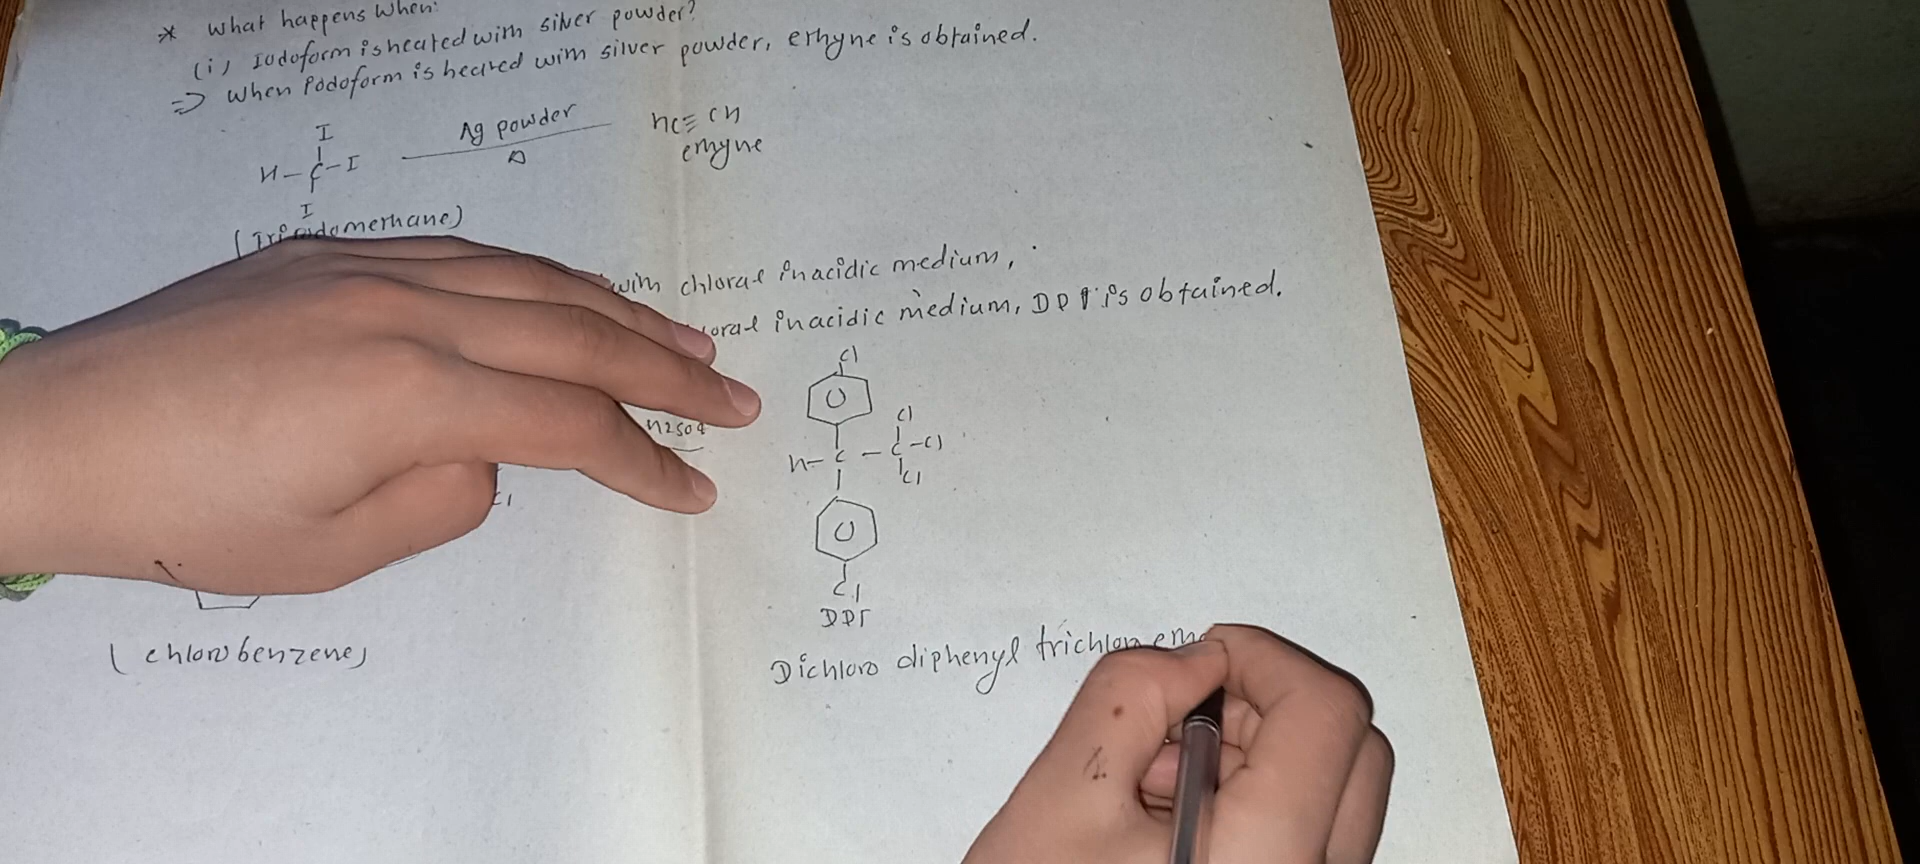 * What happens when:
(i) Iodoform is heated with silver powder?
=> When Iodoform is heated with silver powder, ethyne is obtained.
I
H - C - I
I
Ag powder
Δ
HC≡CH
ethyne
with chloral in acidic medium,
in acidic medium, DDT is obtained.
H2SO4
Cl
Cl
Cl
H - C - C - Cl
Cl
Cl
DDT
(chlorobenzene)
Dichloro diphenyl trichloro